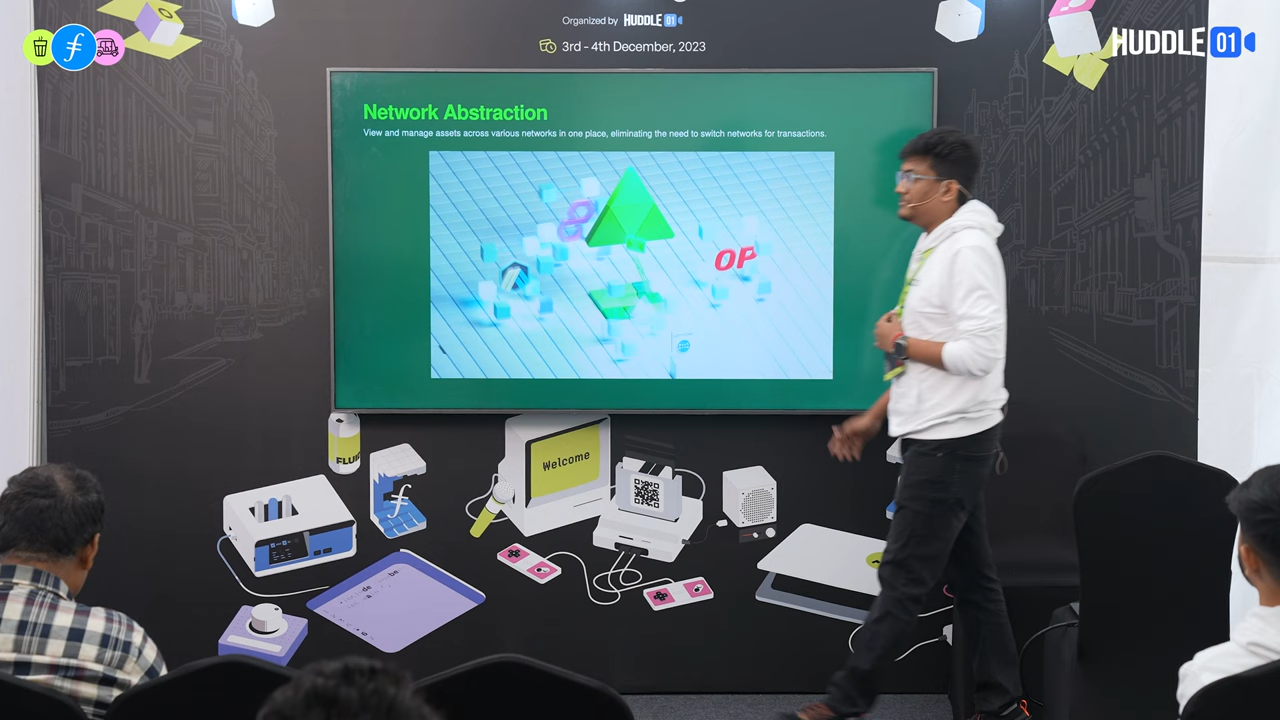 Organized by HUDDLE 01
3rd - 4th December, 2023
HUDDLE 01
Network Abstraction
View and manage assets across various networks in one place, eliminating the need to switch networks for transactions.
OP
Welcome